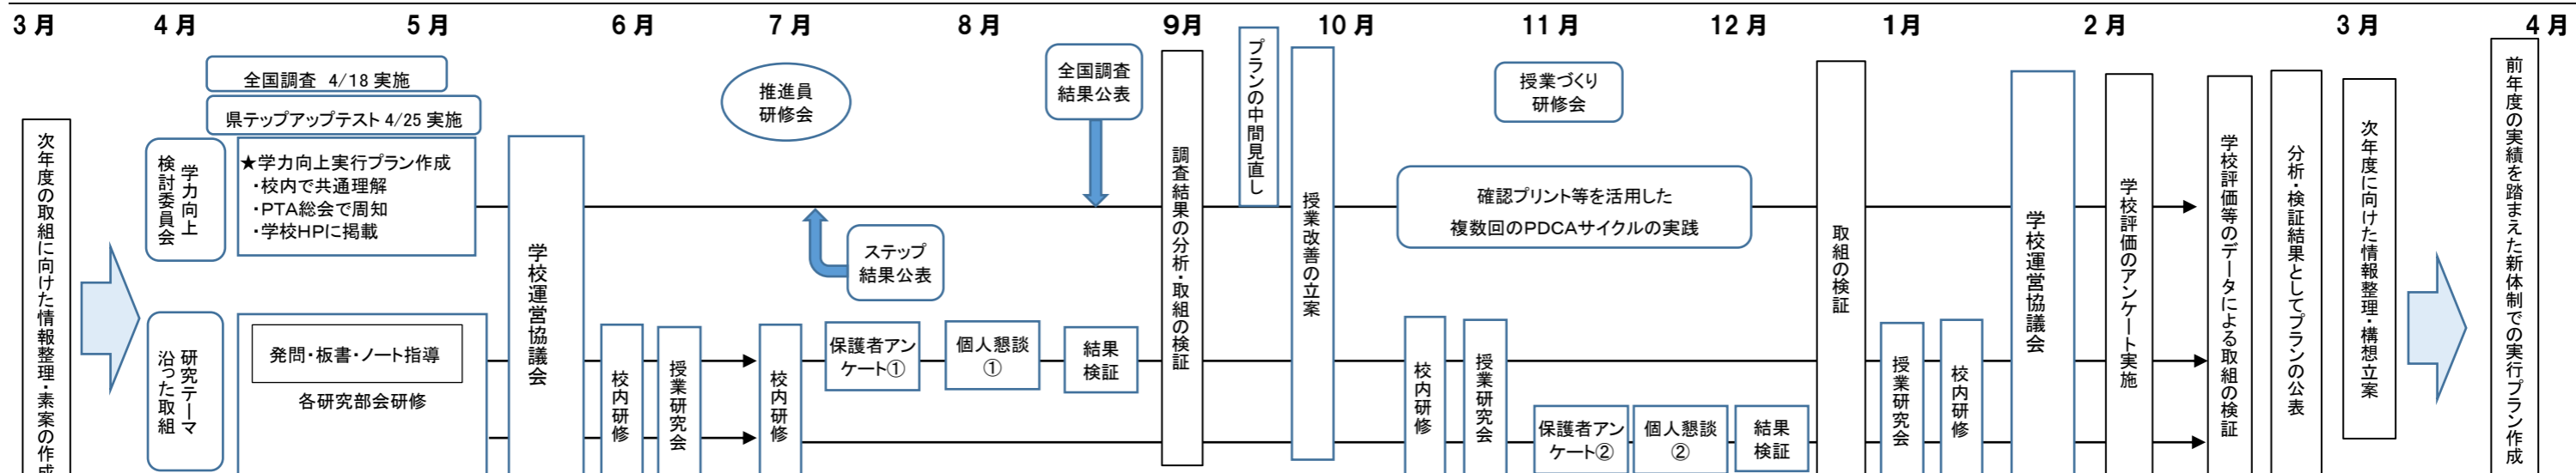 3月 4月 5月 6月 7月 8月 9月 10月 11月 12月 1月 2月 3月 4月
次年度の取組に向けた情報整理・素案の作成
全国調査 4/18 実施
県テップアップテスト 4/25 実施
学力向上
検討委員会
★学力向上実行プラン作成
・校内で共通理解
・PTA総会で周知
・学校HPに掲載
研究テーマ
沿った取組
発問・板書・ノート指導
各研究部会研修
学校運営協議会
校内研修
授業研究会
推進員
研修会
ステップ
結果公表
校内研修
保護者アン
ケート①
個人懇談
①
結果
検証
全国調査
結果公表
調査結果の分析・取組の検証
プランの中間見直し
授業改善の立案
授業づくり
研修会
確認プリント等を活用した
複数回のPDCAサイクルの実践
校内研修
授業研究会
保護者アン
ケート②
個人懇談
②
結果
検証
取組の検証
授業研究会
校内研修
学校運営協議会
学校評価のアンケート実施
学校評価等のデータによる取組の検証
分析・検証結果としてプランの公表
次年度に向けた情報整理・構想立案
前年度の実績を踏まえた新体制での実行プラン作成